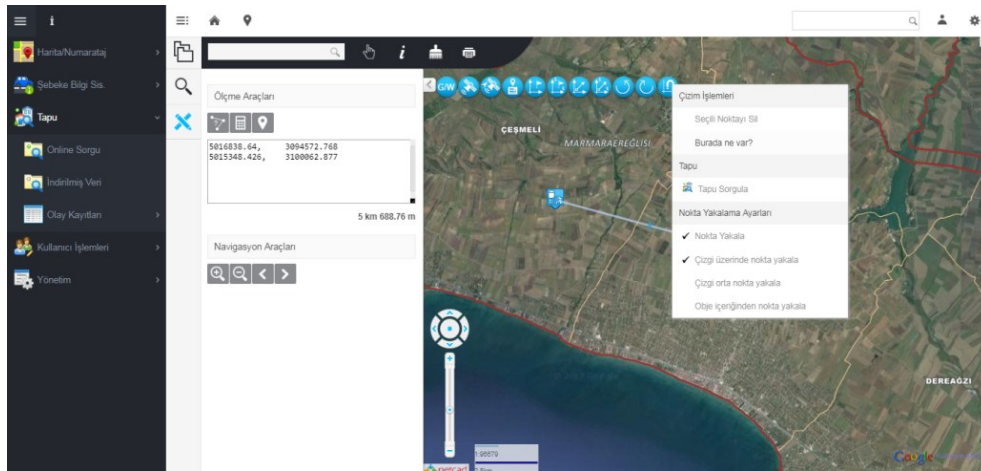 Harita/Numarataj
Şebeke Bilgi Sis.
Tapu
Online Sorgu
İndirilmiş Veri
Olay Kayıtları
Kullanıcı İşlemleri
Yönetim
Ölçme Araçları
5016838.64, 3094572.768
5015348.426, 3100062.877
5 km 688.76 m
Navigasyon Araçları
G/W
ÇEŞMELİ
MARMARAEREĞLİSİ
Çizim İşlemleri
Seçili Noktayı Sil
Burada ne var?
Tapu
Tapu Sorgula
Nokta Yakalama Ayarları
Nokta Yakala
Çizgi üzerinde nokta yakala
Çizgi orta nokta yakala
Obje içeriğinden nokta yakala
DEREAĞZI
netcad
Google